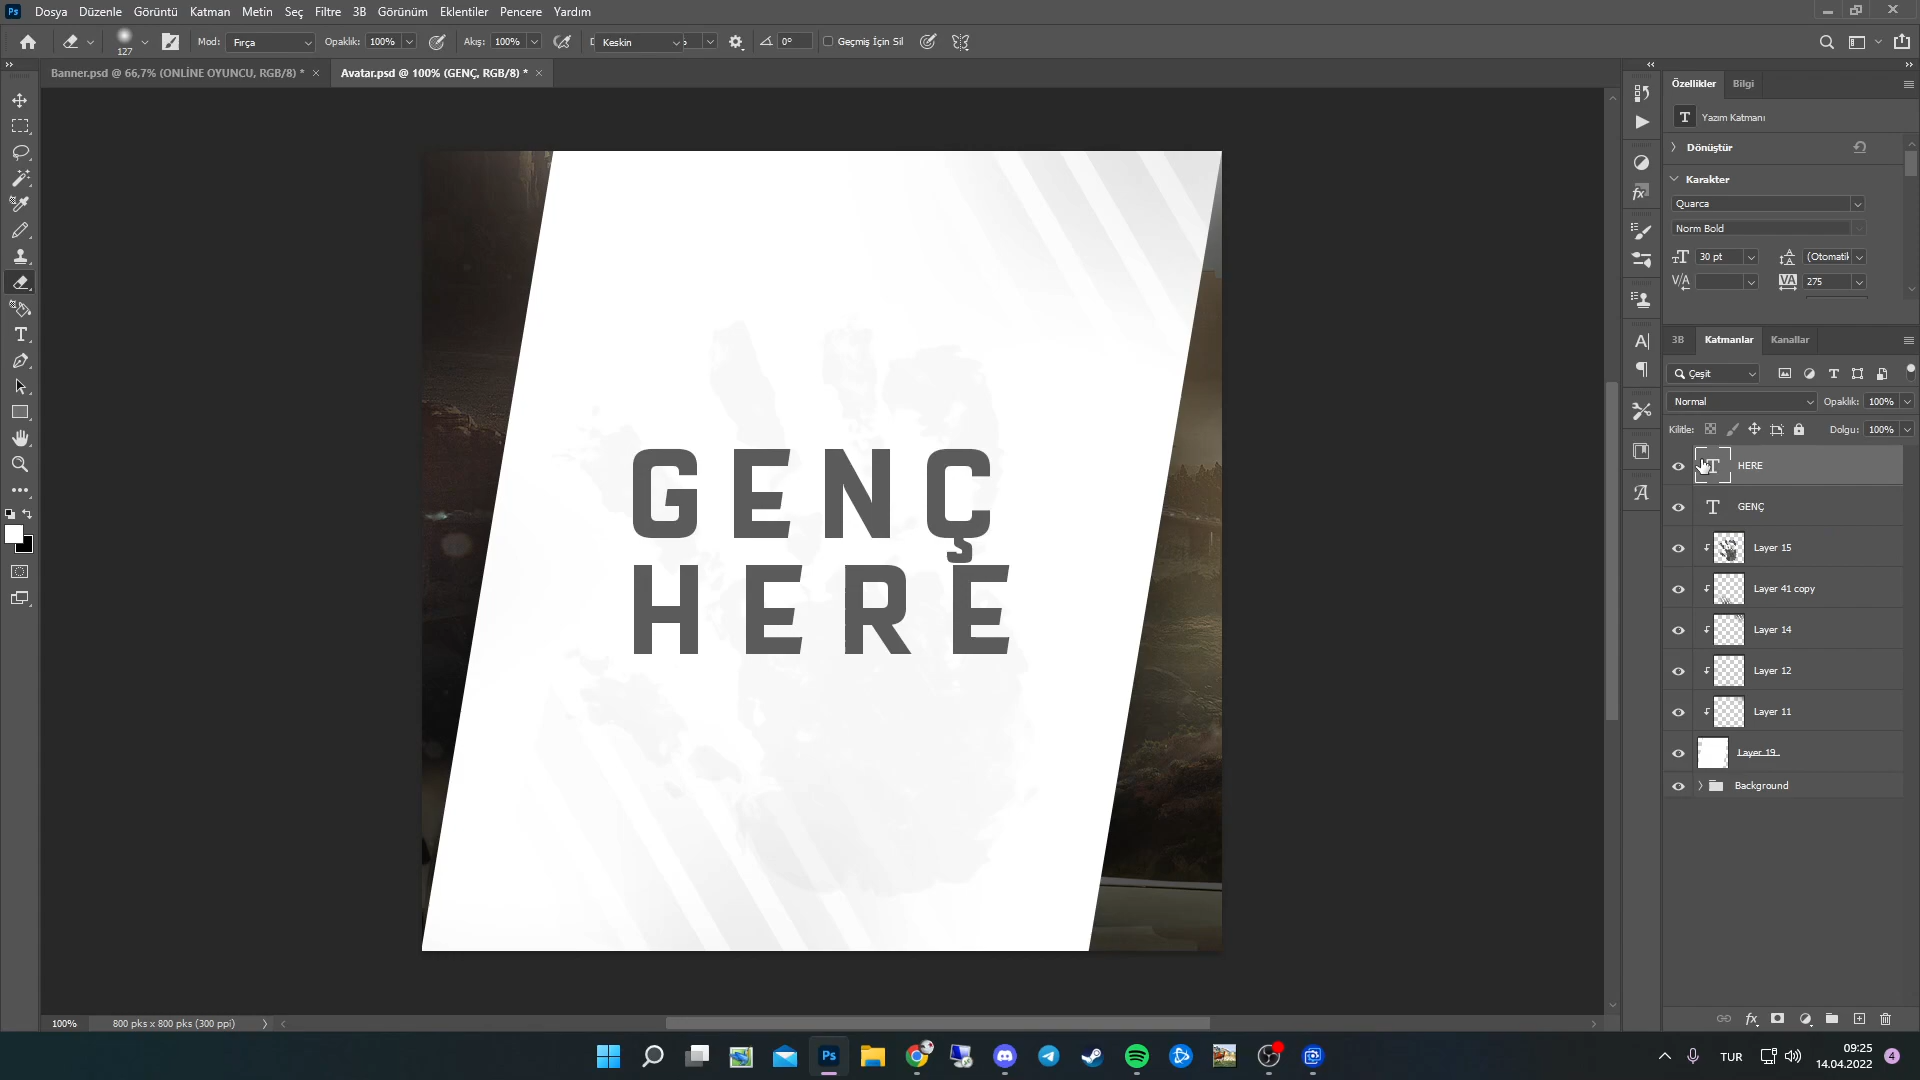 Ps Dosya Düzenle Görüntü Katman Metin Seç Filtre 3B Görünüm Eklentiler Pencere Yardım
127 Mod: Fırça Opaklık: 100% Akış: 100% Keskin 0° Geçmiş İçin Sil
Banner.psd @ 66,7% (ONLİNE OYUNCU, RGB/8) * × Avatar.psd @ 100% (GENÇ, RGB/8) * ×
Özellikler Bilgi
T Yazım Katmanı
Dönüştür
Karakter
Quarca
Norm Bold
30 pt (Otomatik
275
3B Katmanlar Kanallar
Çeşit
Normal Opaklık: 100%
Kilitle: Dolgu: 100%
HERE
GENÇ
Layer 15
Layer 41 copy
Layer 14
Layer 12
Layer 11
Layer 19
Background
GENÇ
HERE
100% 800 pks x 800 pks (300 ppi)
Ps
TUR
09:25
14.04.2022
4